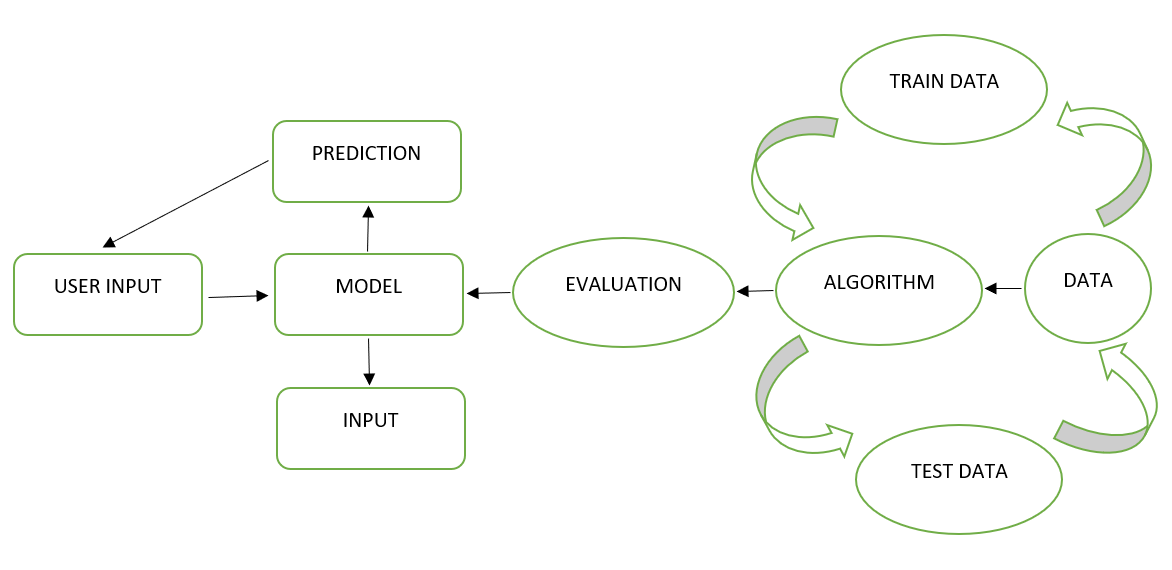 TRAIN DATA
PREDICTION
USER INPUT
MODEL
EVALUATION
ALGORITHM
DATA
INPUT
TEST DATA